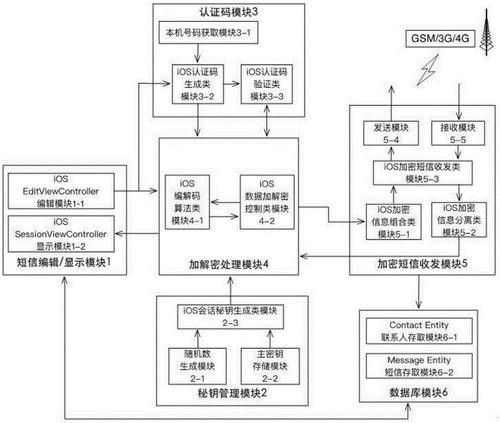 认证码模块3
本机号码获取模块3-1
iOS认证码
生成类
模块3-2
iOS认证码
验证类
模块3-3
GSM/3G/4G
发送模块
5-4
接收模块
5-5
iOS加密短信收发类
模块5-3
iOS加密
信息组合类
模块5-1
iOS加密
信息分离类
模块5-2
加密短信收发模块5
iOS
EditViewController
编辑模块1-1
iOS
SessionViewController
显示模块1-2
短信编辑/显示模块1
iOS
编解码
算法类
模块4-1
iOS
数据加解密
控制类模块
4-2
加解密处理模块4
iOS会话秘钥生成类模块
2-3
随机数
生成模块
2-1
主密钥
存储模块
2-2
秘钥管理模块2
Contact Entity
联系人存取模块6-1
Message Entity
短信存取模块6-2
数据库模块6